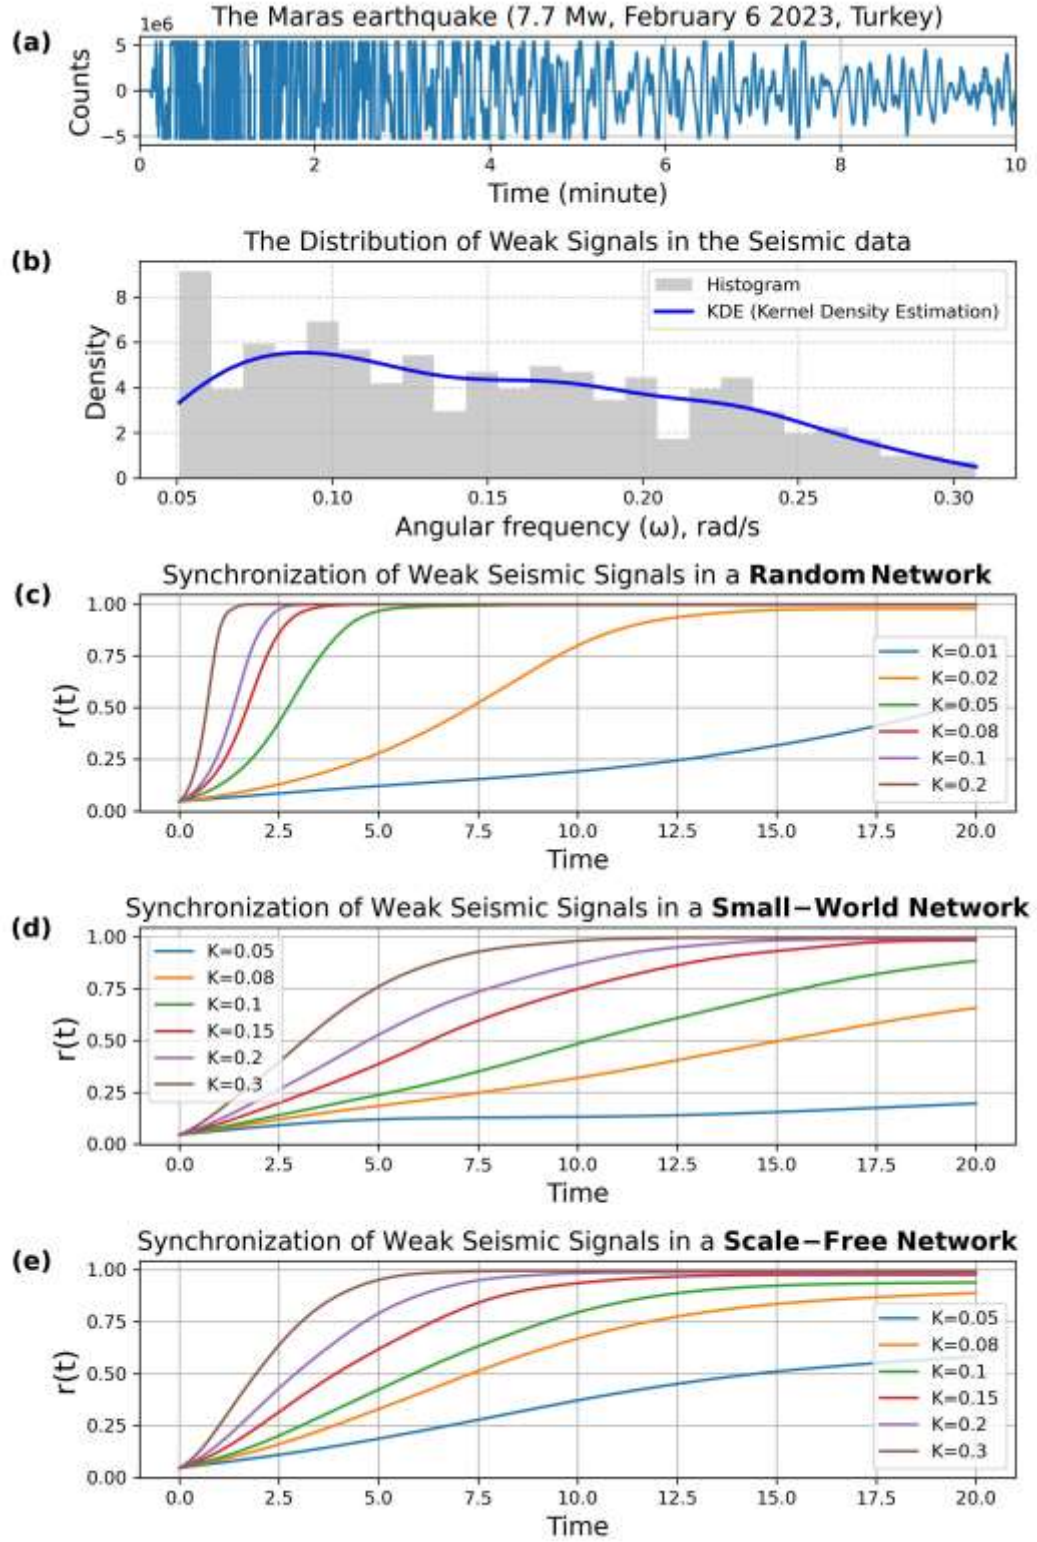 The Maras earthquake (7.7 Mw, February 6 2023, Turkey)
(a)
1e6
5
0
−5
Counts
0 2 4 6 8 10
Time (minute)
The Distribution of Weak Signals in the Seismic data
(b)
Histogram
KDE (Kernel Density Estimation)
8
6
4
2
0
Density
0.05 0.10 0.15 0.20 0.25 0.30
Angular frequency (ω), rad/s
Synchronization of Weak Seismic Signals in a Random Network
(c)
1.00
0.75
0.50
0.25
0.00
r(t)
K=0.01
K=0.02
K=0.05
K=0.08
K=0.1
K=0.2
0.0 2.5 5.0 7.5 10.0 12.5 15.0 17.5 20.0
Time
Synchronization of Weak Seismic Signals in a Small−World Network
(d)
1.00
0.75
0.50
0.25
0.00
r(t)
K=0.05
K=0.08
K=0.1
K=0.15
K=0.2
K=0.3
0.0 2.5 5.0 7.5 10.0 12.5 15.0 17.5 20.0
Time
Synchronization of Weak Seismic Signals in a Scale−Free Network
(e)
1.00
0.75
0.50
0.25
0.00
r(t)
K=0.05
K=0.08
K=0.1
K=0.15
K=0.2
K=0.3
0.0 2.5 5.0 7.5 10.0 12.5 15.0 17.5 20.0
Time